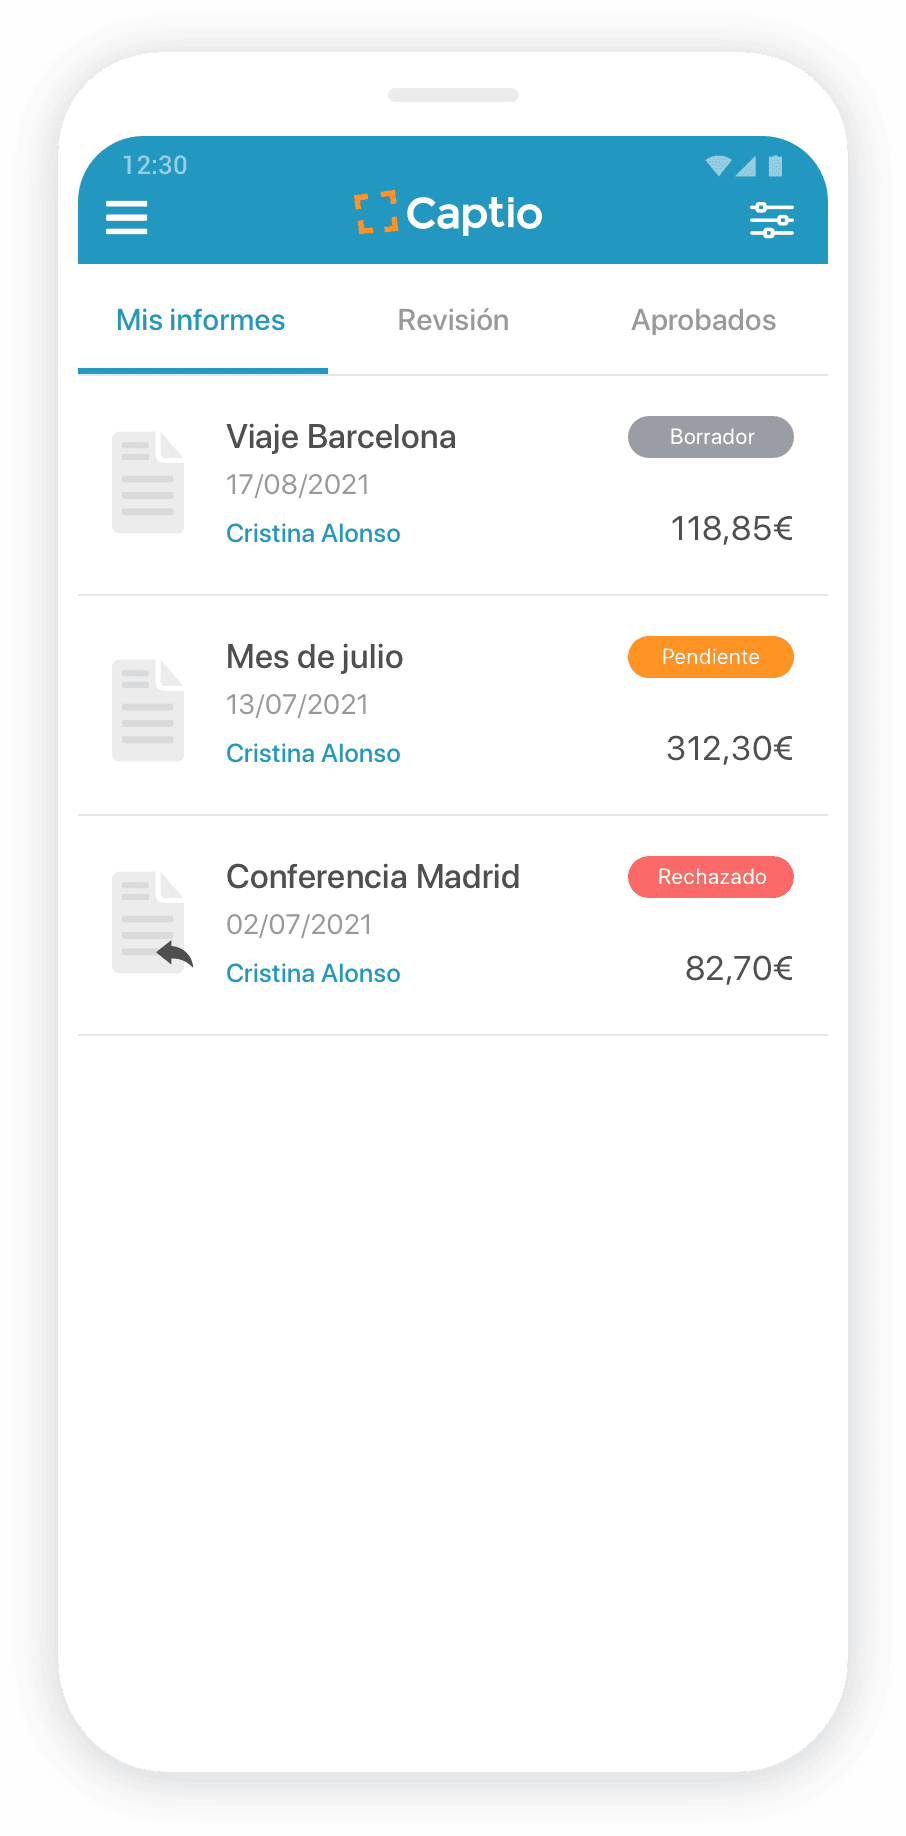 12:30
Captio
Mis informes Revisión Aprobados
Viaje Barcelona Borrador
17/08/2021
Cristina Alonso 118,85€
Mes de julio Pendiente
13/07/2021
Cristina Alonso 312,30€
Conferencia Madrid Rechazado
02/07/2021
Cristina Alonso 82,70€